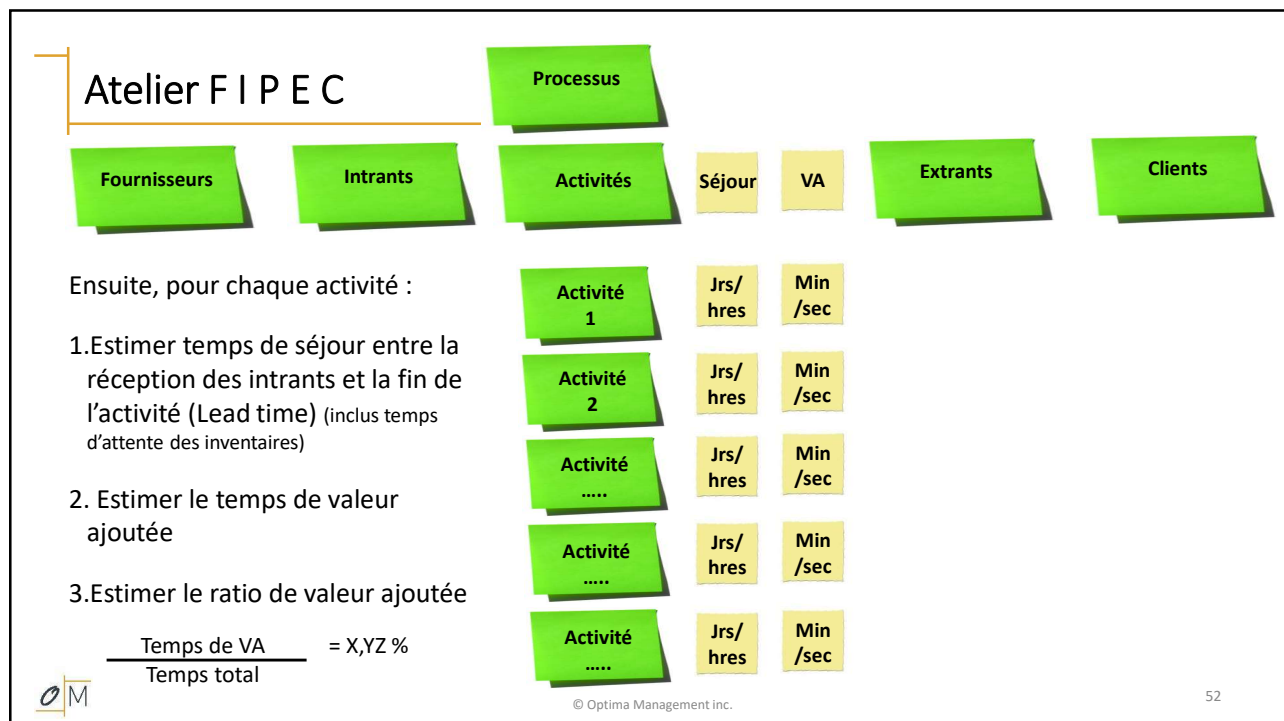 Atelier F I P E C
Processus
Fournisseurs
Intrants
Activités
Séjour
VA
Extrants
Clients
Ensuite, pour chaque activité :
1.Estimer temps de séjour entre la
réception des intrants et la fin de
l’activité (Lead time) (inclus temps
d’attente des inventaires)
2. Estimer le temps de valeur
ajoutée
3.Estimer le ratio de valeur ajoutée
Temps de VA = X,YZ %
Temps total
Activité
1
Jrs/
hres
Min
/sec
Activité
2
Jrs/
hres
Min
/sec
Activité
…..
Jrs/
hres
Min
/sec
Activité
…..
Jrs/
hres
Min
/sec
Activité
…..
Jrs/
hres
Min
/sec
O M
© Optima Management inc.
52